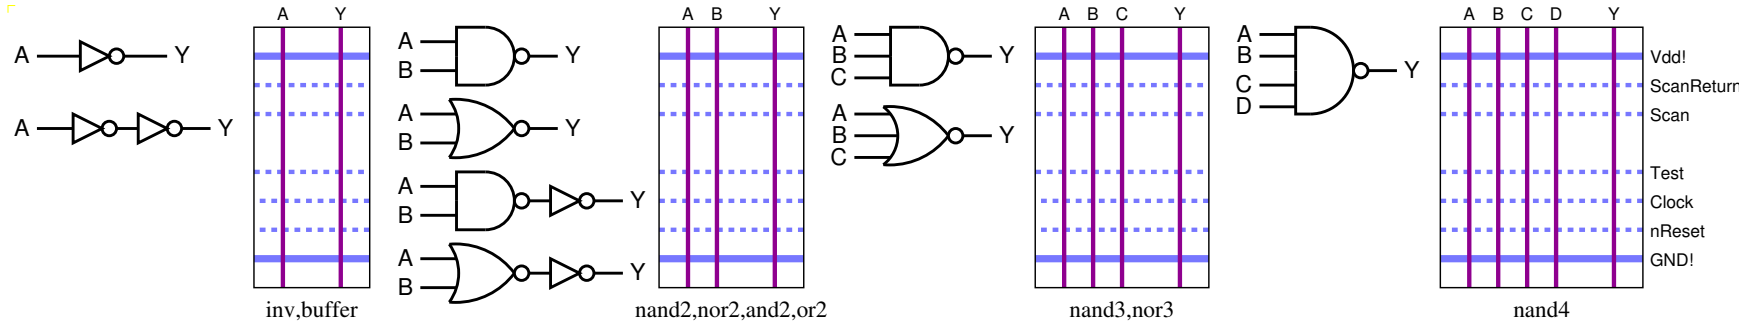 A Y
A Y
A Y
inv,buffer
A B Y
A B Y
A B Y
A B Y
A B Y
nand2,nor2,and2,or2
A B C Y
A B C Y
A B C Y
nand3,nor3
A B C D Y
A B C D Y
Vdd!
ScanReturn
Scan
Test
Clock
nReset
GND!
nand4